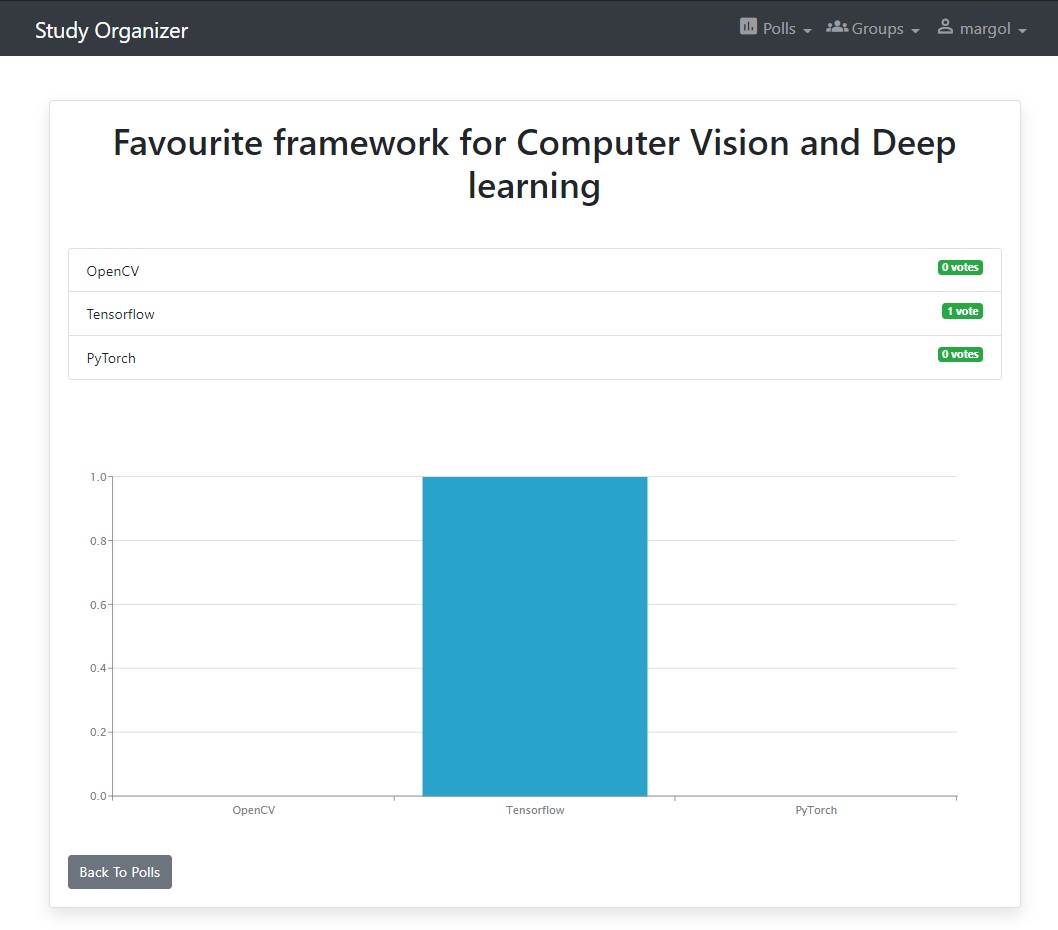 Study Organizer
Polls
Groups
margol
Favourite framework for Computer Vision and Deep
learning
OpenCV
0 votes
Tensorflow
1 vote
PyTorch
0 votes
1.0
0.8
0.6
0.4
0.2
0.0
OpenCV
Tensorflow
PyTorch
Back To Polls